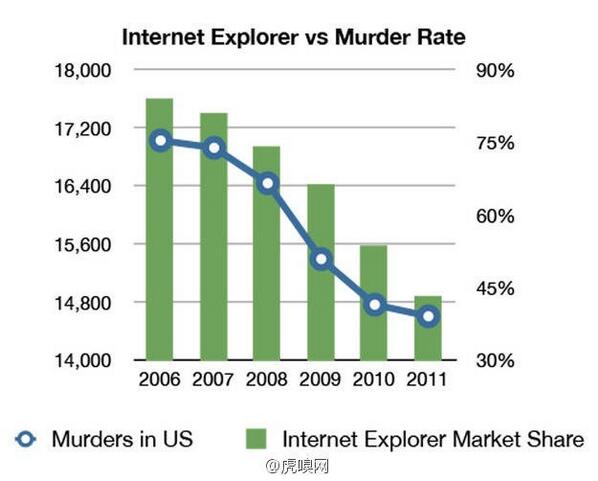 Internet Explorer vs Murder Rate
18,000 90%
17,200 75%
16,400 60%
15,600 45%
14,800 30%
14,000
2006 2007 2008 2009 2010 2011
Murders in US Internet Explorer Market Share
@虎嗅网